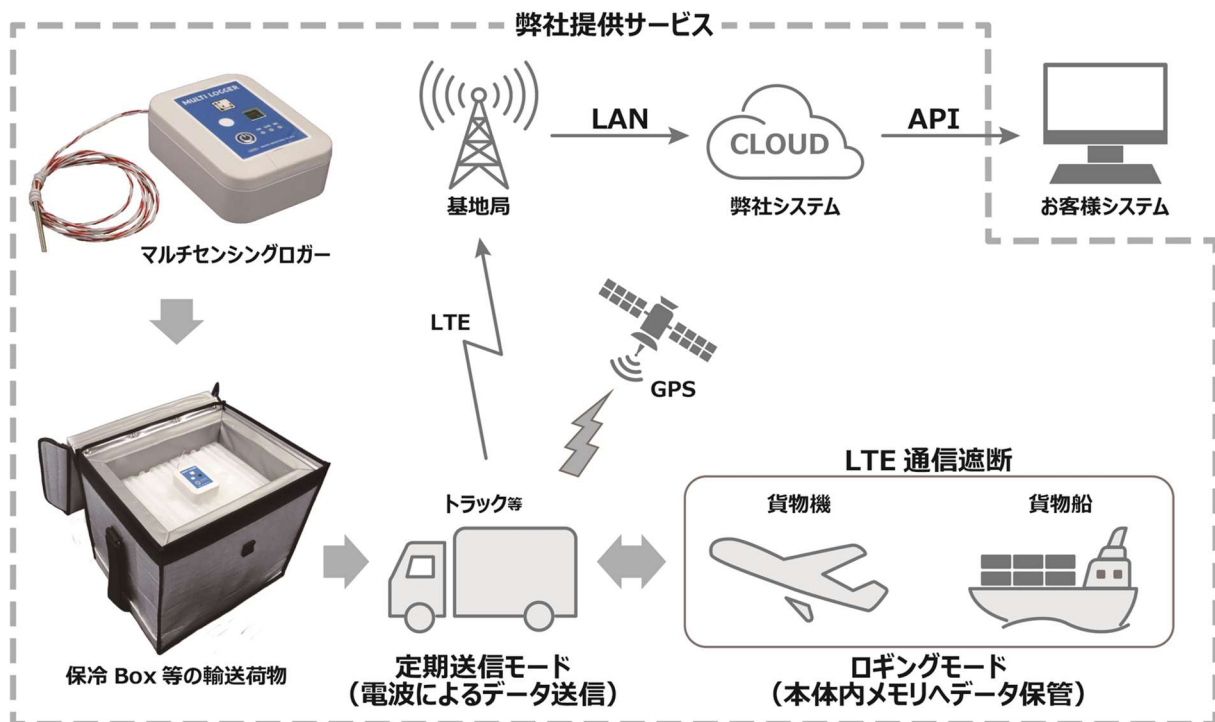 弊社提供サービス
MULTI LOGGER
マルチセンシングロガー
基地局
LAN
CLOUD
弊社システム
API
お客様システム
LTE
GPS
保冷 Box 等の輸送荷物
トラック等
定期送信モード
（電波によるデータ送信）
LTE 通信遮断
貨物機
貨物船
ロギングモード
（本体内メモリへデータ保管）